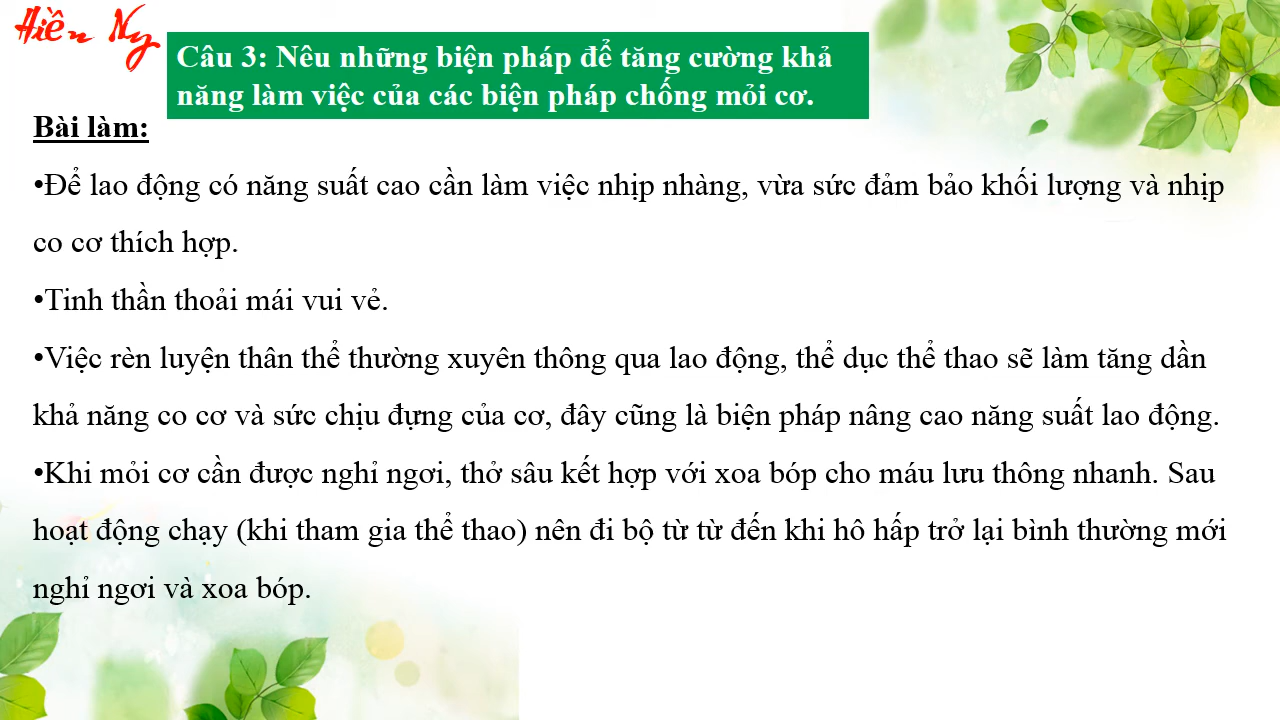 Hiền Ny
Câu 3: Nêu những biện pháp để tăng cường khả
năng làm việc của các biện pháp chống mỏi cơ.
Bài làm:
•Để lao động có năng suất cao cần làm việc nhịp nhàng, vừa sức đảm bảo khối lượng và nhịp
co cơ thích hợp.
•Tinh thần thoải mái vui vẻ.
•Việc rèn luyện thân thể thường xuyên thông qua lao động, thể dục thể thao sẽ làm tăng dần
khả năng co cơ và sức chịu đựng của cơ, đây cũng là biện pháp nâng cao năng suất lao động.
•Khi mỏi cơ cần được nghỉ ngơi, thở sâu kết hợp với xoa bóp cho máu lưu thông nhanh. Sau
hoạt động chạy (khi tham gia thể thao) nên đi bộ từ từ đến khi hô hấp trở lại bình thường mới
nghỉ ngơi và xoa bóp.